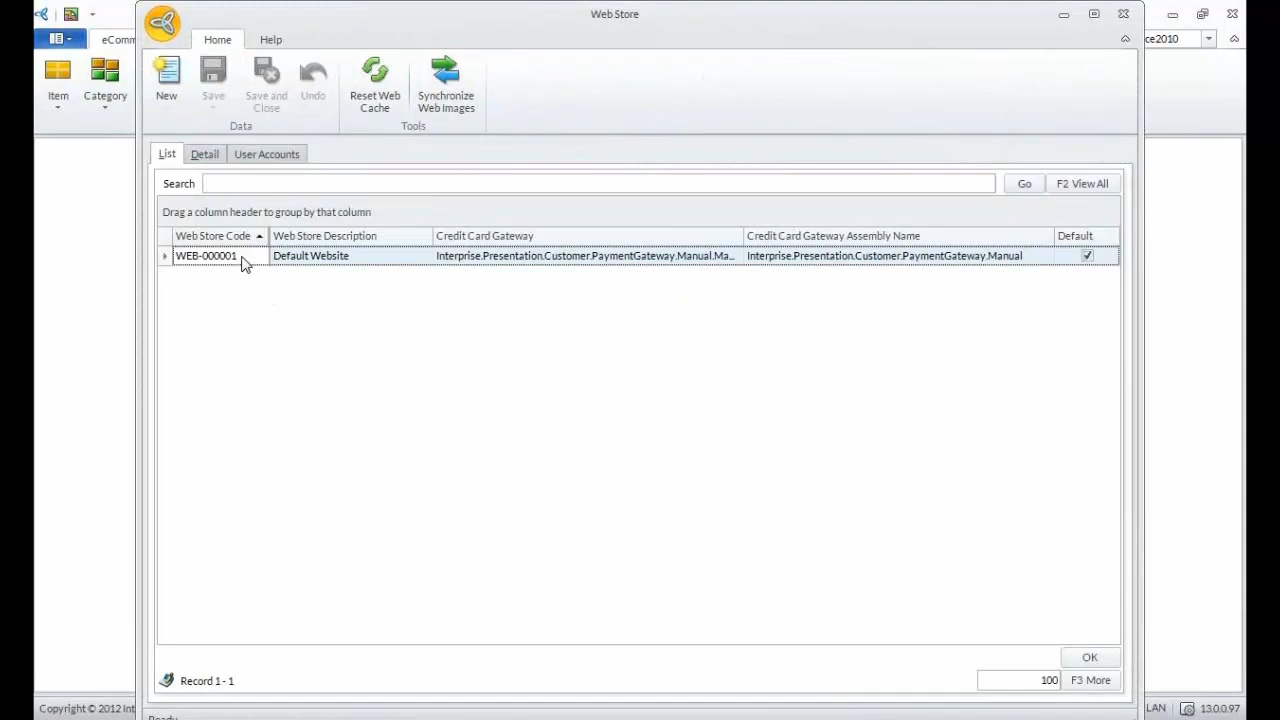 Web Store
eComm
Home
Help
ce2010
Item
Category
New
Save
Save and
Close
Undo
Reset Web
Cache
Synchronize
Web Images
Data
Tools
List
Detail
User Accounts
Search
Go
F2 View All
Drag a column header to group by that column
Web Store Code
Web Store Description
Credit Card Gateway
Credit Card Gateway Assembly Name
Default
WEB-000001
Default Website
Interprise.Presentation.Customer.PaymentGateway.Manual.Ma...
Interprise.Presentation.Customer.PaymentGateway.Manual
OK
Record 1 - 1
100
F3 More
Copyright © 2012 Int
LAN
13.0.0.97
Ready